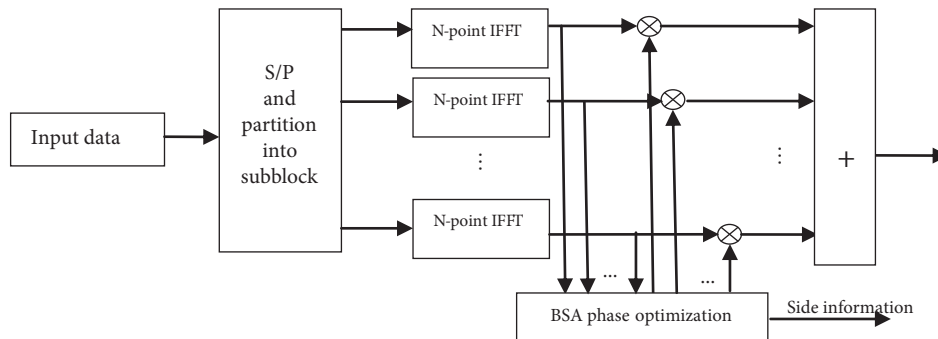 Input data
S/P
and
partition
into
subblock
N-point IFFT
N-point IFFT
⋮
N-point IFFT
...
...
⋮
+
BSA phase optimization
Side information